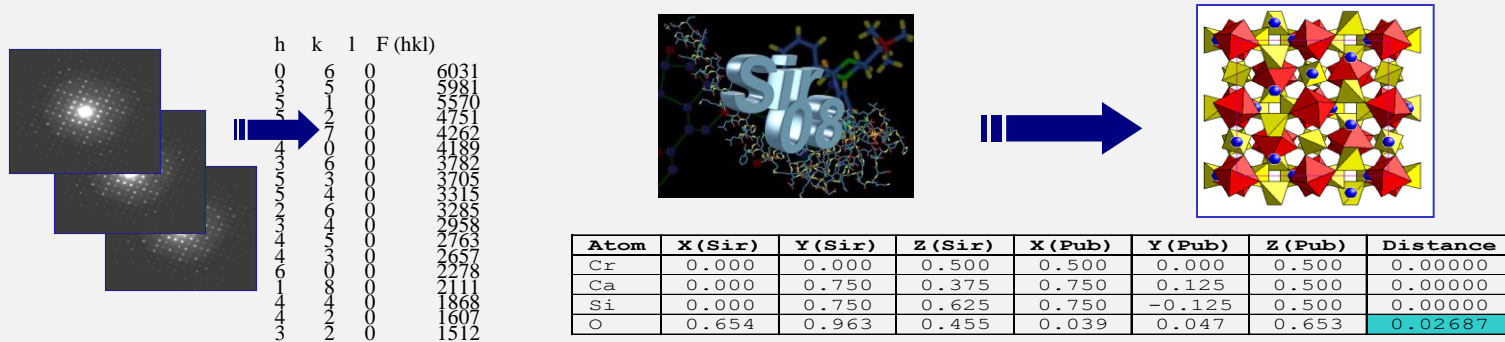 h k l F (hkl)
0 6 0 6031
3 5 0 5981
5 1 0 5570
5 2 0 4751
7 0 4262
4 0 0 4189
3 6 0 3782
5 3 0 3705
5 4 0 3315
2 6 0 3285
3 4 0 2958
4 5 0 2763
4 3 0 2657
6 0 0 2278
1 8 0 2111
4 4 0 1868
4 2 0 1607
3 2 0 1512
Sir
08
Atom X(Sir) Y(Sir) Z(Sir) X(Pub) Y(Pub) Z(Pub) Distance
Cr 0.000 0.000 0.500 0.500 0.000 0.500 0.00000
Ca 0.000 0.750 0.375 0.750 0.125 0.500 0.00000
Si 0.000 0.750 0.625 0.750 -0.125 0.500 0.00000
O 0.654 0.963 0.455 0.039 0.047 0.653 0.02687